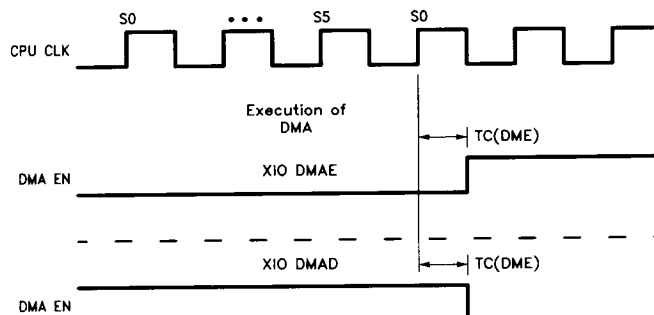 S0 • • • S5 S0
CPU CLK
Execution of
DMA
TC(DME)
XIO DMAE
DMA EN
XIO DMAD
TC(DME)
DMA EN